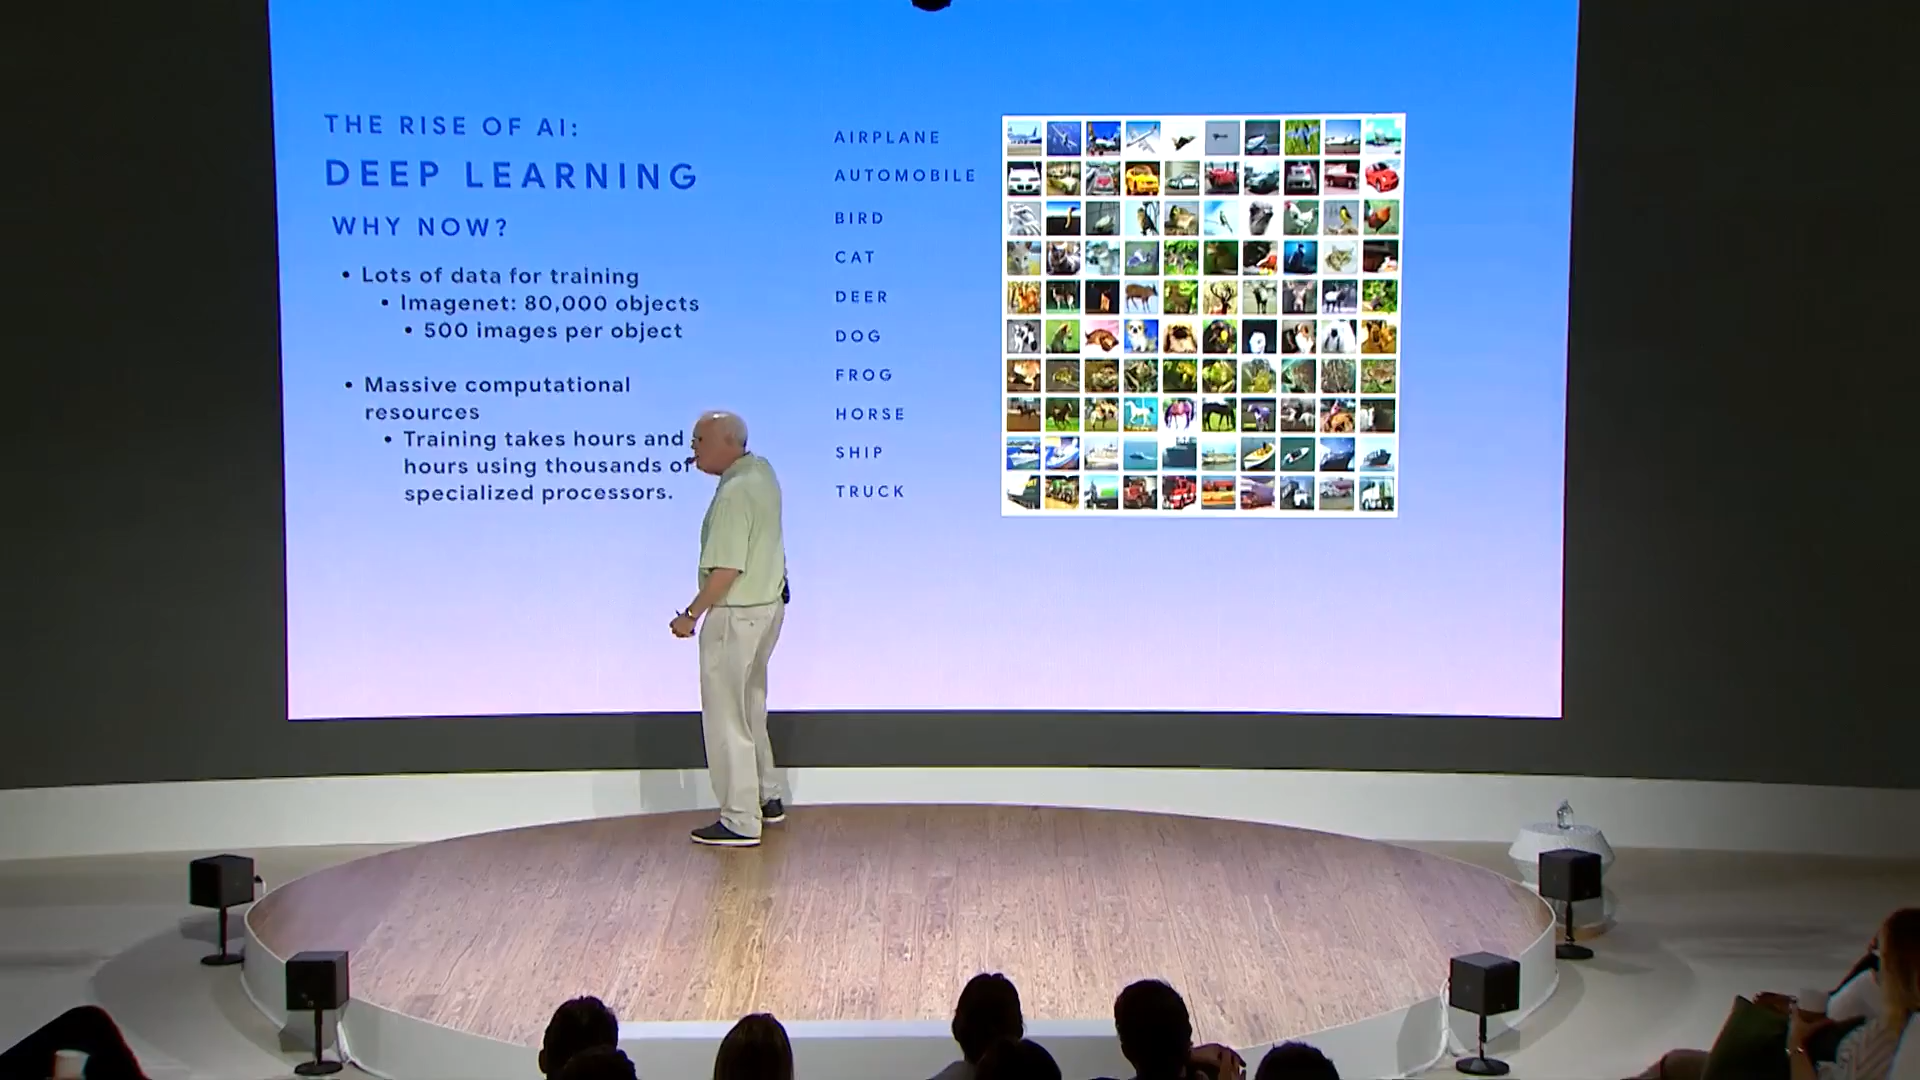 THE RISE OF AI:
DEEP LEARNING
WHY NOW?
• Lots of data for training
• Imagenet: 80,000 objects
• 500 images per object
• Massive computational
resources
• Training takes hours and
hours using thousands of
specialized processors.
AIRPLANE
AUTOMOBILE
BIRD
CAT
DEER
DOG
FROG
HORSE
SHIP
TRUCK